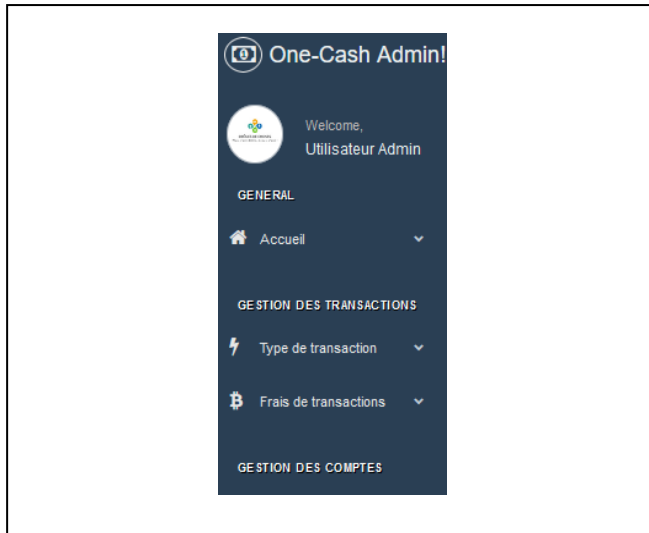 One-Cash Admin!
Welcome,
Utilisateur Admin
GENERAL
Accueil
GESTION DES TRANSACTIONS
Type de transaction
Frais de transactions
GESTION DES COMPTES